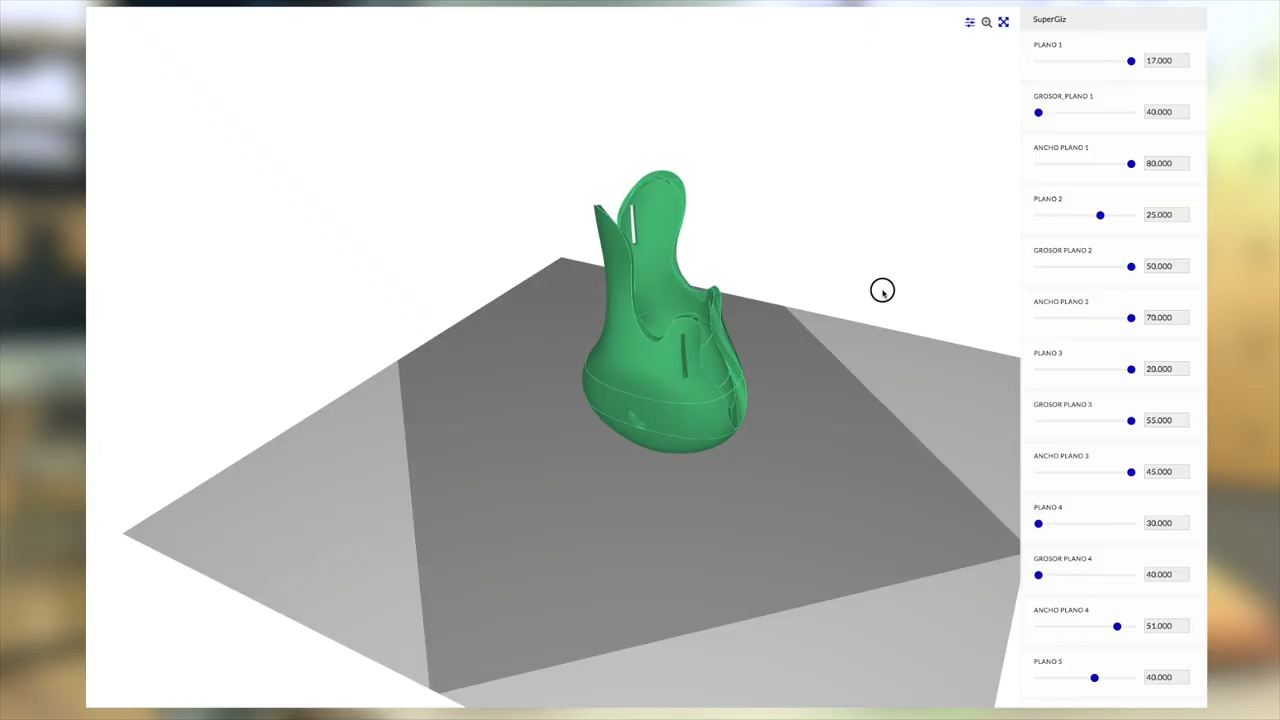 SuperGiz
PLANO 1
17.000
GROSOR_PLANO 1
40.000
ANCHO PLANO 1
80.000
PLANO 2
25.000
GROSOR PLANO 2
50.000
ANCHO PLANO 2
70.000
PLANO 3
20.000
GROSOR PLANO 3
55.000
ANCHO PLANO 3
45.000
PLANO 4
30.000
GROSOR PLANO 4
40.000
ANCHO PLANO 4
51.000
PLANO 5
40.000